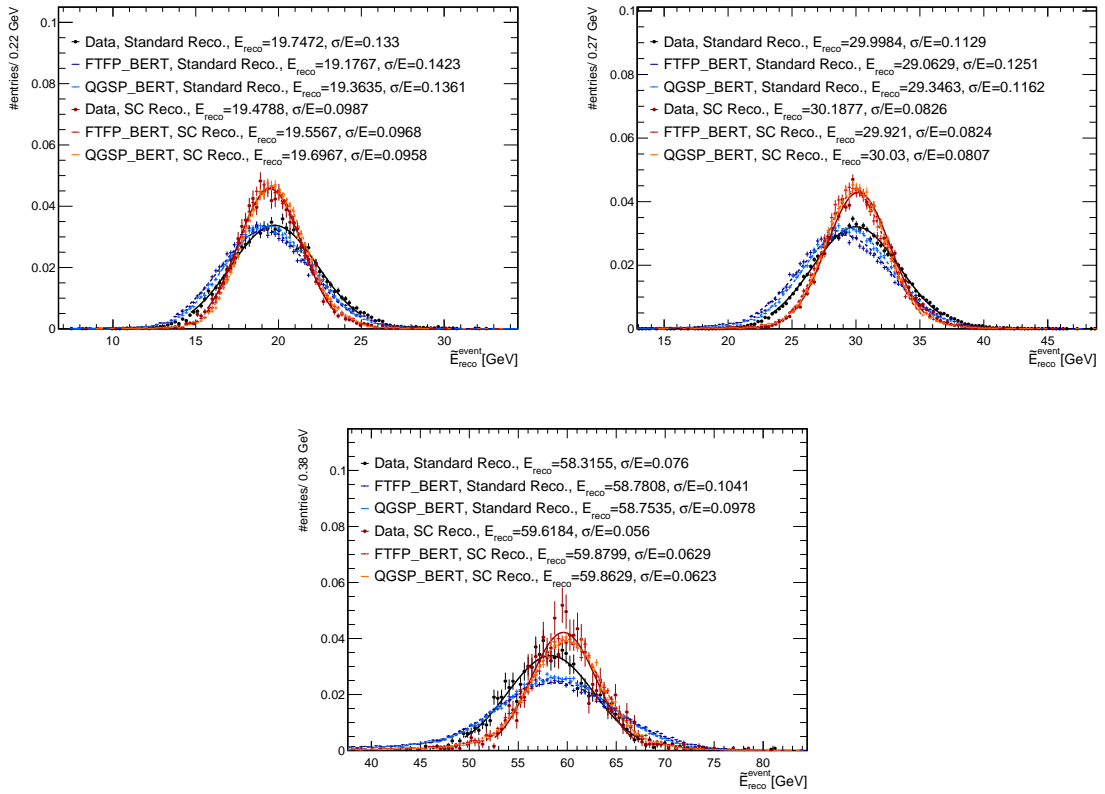 #entries/ 0.22 GeV
0.1
0.08
0.06
0.04
0.02
0
Data, Standard Reco., E_reco=19.7472, σ/E=0.133
FTFP_BERT, Standard Reco., E_reco=19.1767, σ/E=0.1423
QGSP_BERT, Standard Reco., E_reco=19.3635, σ/E=0.1361
Data, SC Reco., E_reco=19.4788, σ/E=0.0987
FTFP_BERT, SC Reco., E_reco=19.5567, σ/E=0.0968
QGSP_BERT, SC Reco., E_reco=19.6967, σ/E=0.0958
10 20 30
Ẽ_reco^event [GeV]
#entries/ 0.27 GeV
0.1
0.08
0.06
0.04
0.02
0
Data, Standard Reco., E_reco=29.9984, σ/E=0.1129
FTFP_BERT, Standard Reco., E_reco=29.0629, σ/E=0.1251
QGSP_BERT, Standard Reco., E_reco=29.3463, σ/E=0.1162
Data, SC Reco., E_reco=30.1877, σ/E=0.0826
FTFP_BERT, SC Reco., E_reco=29.921, σ/E=0.0824
QGSP_BERT, SC Reco., E_reco=30.03, σ/E=0.0807
15 20 25 30 35 40 45
Ẽ_reco^event [GeV]
#entries/ 0.38 GeV
0.1
0.08
0.06
0.04
0.02
0
Data, Standard Reco., E_reco=58.3155, σ/E=0.076
FTFP_BERT, Standard Reco., E_reco=58.7808, σ/E=0.1041
QGSP_BERT, Standard Reco., E_reco=58.7535, σ/E=0.0978
Data, SC Reco., E_reco=59.6184, σ/E=0.056
FTFP_BERT, SC Reco., E_reco=59.8799, σ/E=0.0629
QGSP_BERT, SC Reco., E_reco=59.8629, σ/E=0.0623
40 45 50 55 60 65 70 75 80
Ẽ_reco^event [GeV]